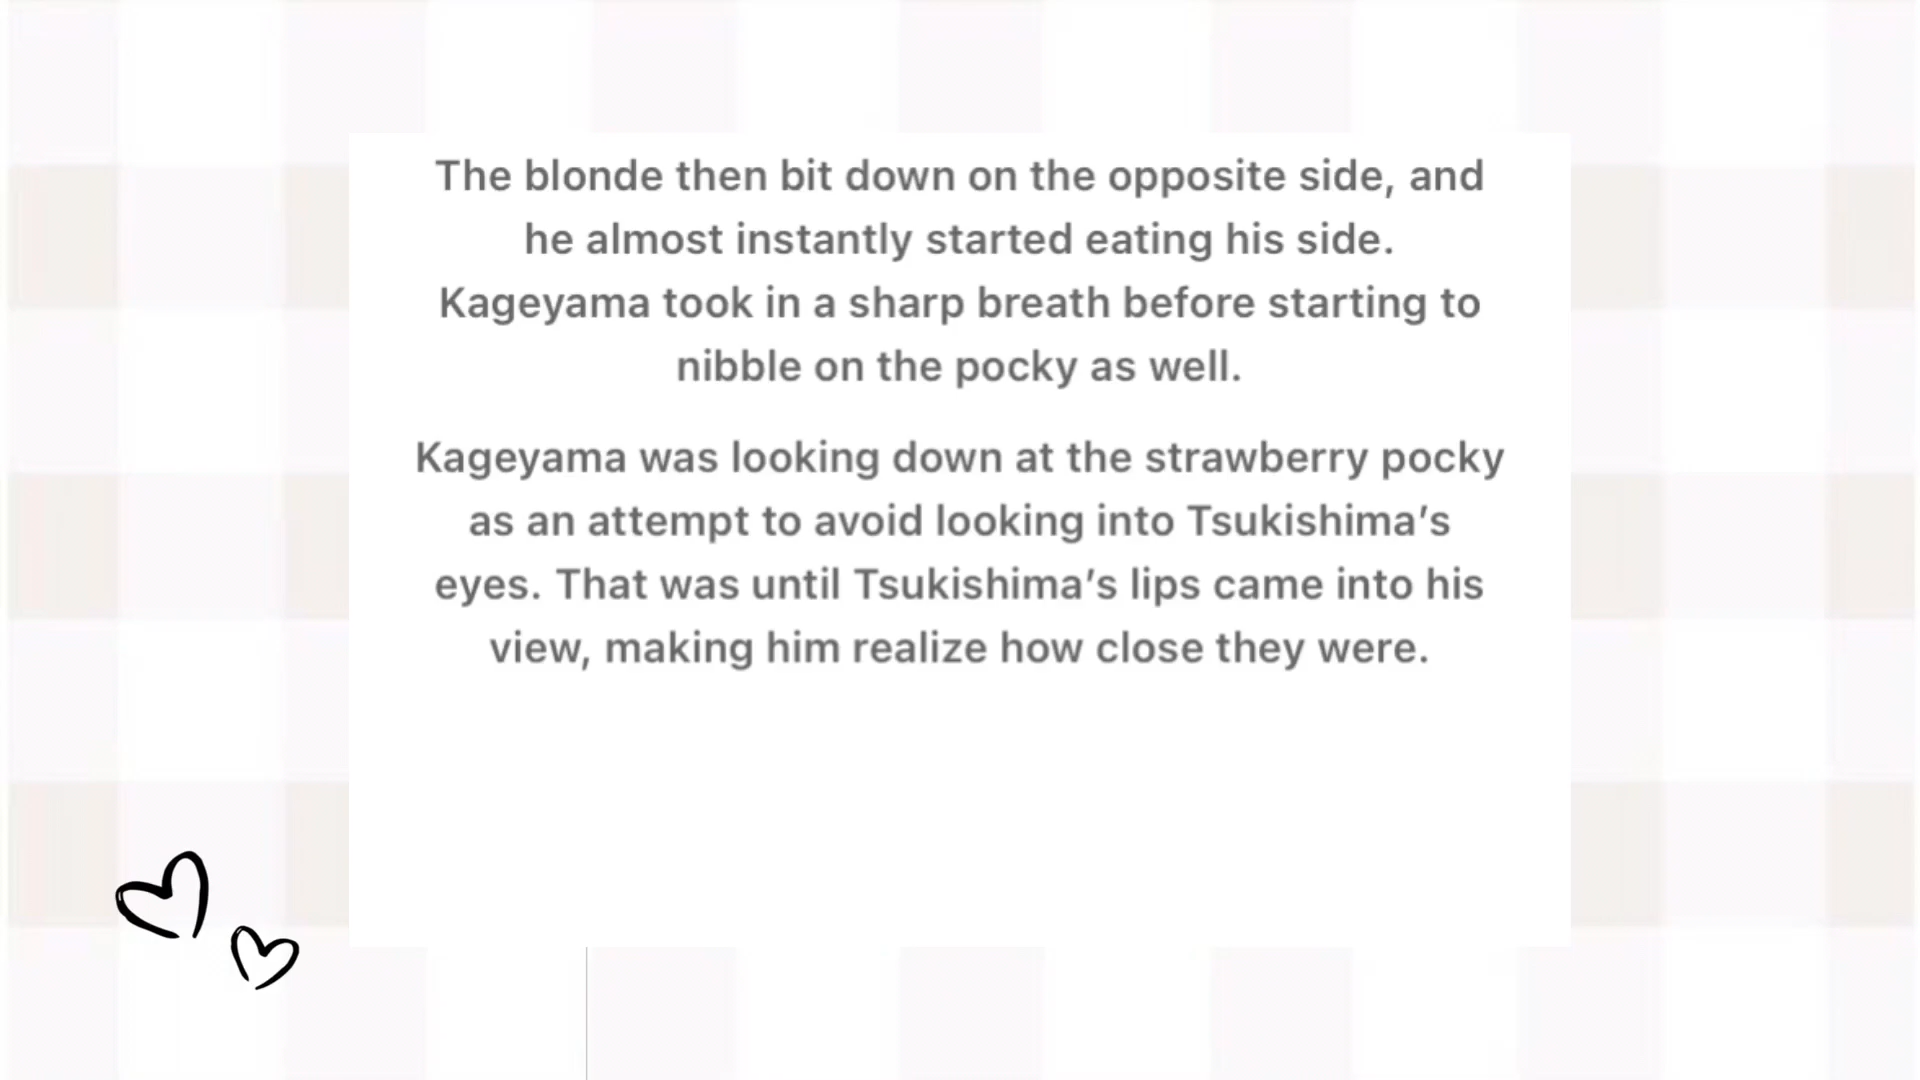 The blonde then bit down on the opposite side, and
he almost instantly started eating his side.
Kageyama took in a sharp breath before starting to
nibble on the pocky as well.
Kageyama was looking down at the strawberry pocky
as an attempt to avoid looking into Tsukishima’s
eyes. That was until Tsukishima’s lips came into his
view, making him realize how close they were.